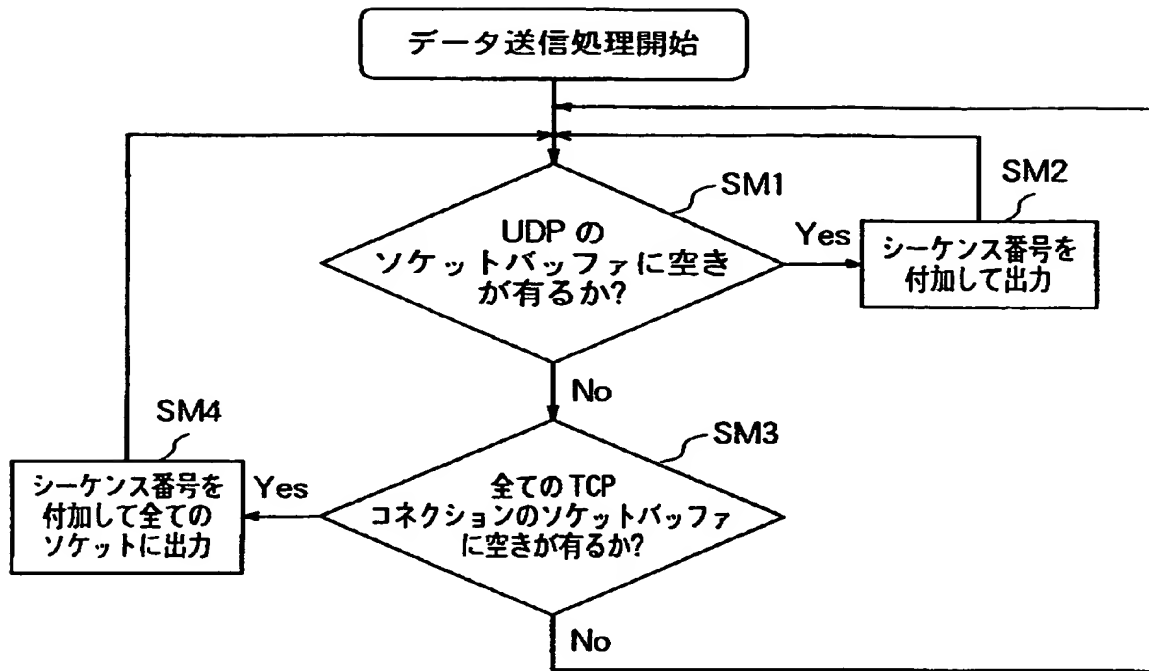 データ送信処理開始
SM1
UDP の
ソケットバッファに空き
が有るか?
Yes
SM2
シーケンス番号を
付加して出力
No
SM4
シーケンス番号を
付加して全ての
ソケットに出力
Yes
SM3
全ての TCP
コネクションのソケットバッファ
に空きが有るか?
No